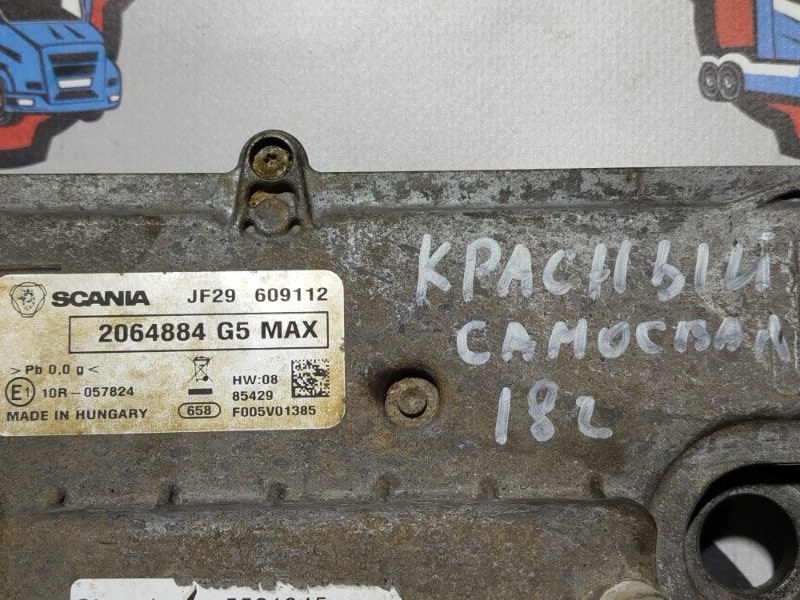 SCANIA JF29 609112
2064884 G5 MAX
>Pb 0,0 g<
E1 10R-057824
HW:08
85429
MADE IN HUNGARY 658 F005V01385
КРАСНЫЙ
САМОСВАЛ
18г